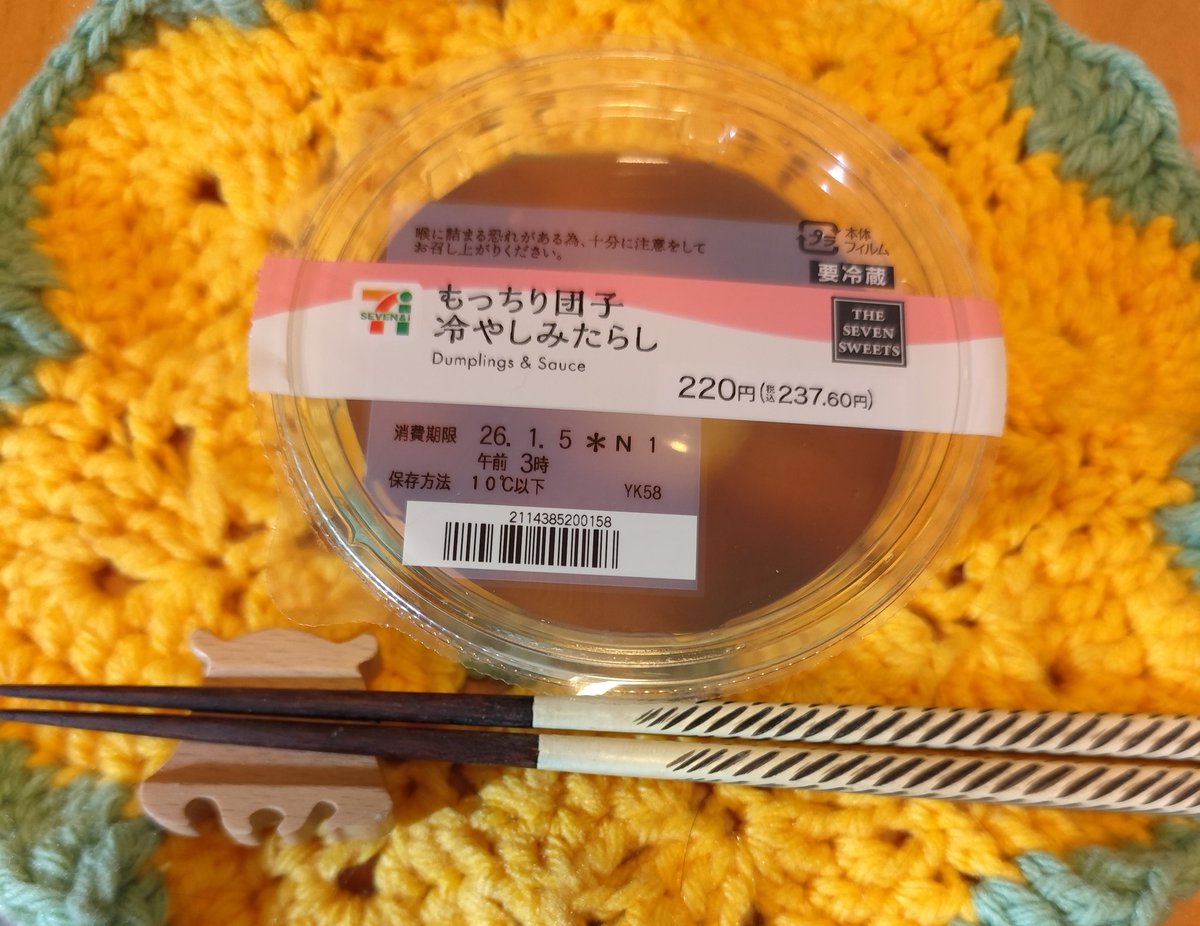 喉に詰まる恐れがある為、十分に注意をして
お召し上がりください。
プラ
本体
フィルム
要冷蔵
SEVEN&i
もっちり団子
冷やしみたらし
Dumplings & Sauce
THE
SEVEN
SWEETS
220円(税込237.60円)
消費期限 26. 1. 5 *N 1
午前 3時
保存方法 10℃以下 YK58
2114385200158